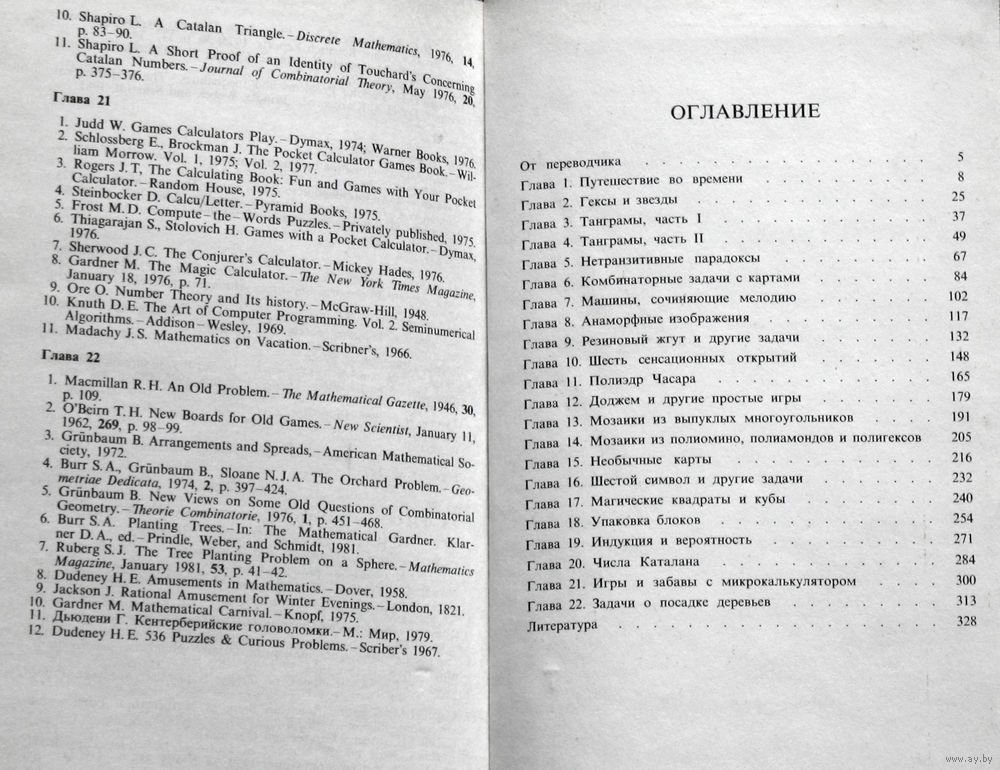 10. Shapiro L. A Catalan Triangle. – Discrete Mathematics, 1976, 14,
p. 83–90.
11. Shapiro L. A Short Proof of an Identity of Touchard's Concerning
Catalan Numbers. – Journal of Combinatorial Theory, May 1976, 20,
p. 375–376.
Глава 21
1. Judd W. Games Calculators Play. – Dymax, 1974; Warner Books, 1976.
2. Schlossberg E., Brockman J. The Pocket Calculator Games Book. – Wil-
liam Morrow. Vol. 1, 1975; Vol. 2, 1977.
3. Rogers J. T, The Calculating Book: Fun and Games with Your Pocket
Calculator. – Random House, 1975.
4. Steinbocker D. Calcu/Letter. – Pyramid Books, 1975.
5. Frost M. D. Compute – the – Words Puzzles. – Privately published, 1975.
6. Thiagarajan S., Stolovich H. Games with a Pocket Calculator. – Dymax,
1976.
7. Sherwood J. C. The Conjurer's Calculator. – Mickey Hades, 1976.
8. Gardner M. The Magic Calculator. – The New York Times Magazine,
January 18, 1976, p. 71.
9. Ore O. Number Theory and Its history. – McGraw-Hill, 1948.
10. Knuth D. E. The Art of Computer Programming. Vol. 2. Seminumerical
Algorithms. – Addison – Wesley, 1969.
11. Madachy J. S. Mathematics on Vacation. – Scribner's, 1966.
Глава 22
1. Macmillan R. H. An Old Problem. – The Mathematical Gazette, 1946, 30,
p. 109.
2. O'Beirn T. H. New Boards for Old Games. – New Scientist, January 11,
1962, 269, p. 98–99.
3. Grünbaum B. Arrangements and Spreads, – American Mathematical So-
ciety, 1972.
4. Burr S. A., Grünbaum B., Sloane N. J. A. The Orchard Problem. – Geo-
metriae Dedicata, 1974, 2, p. 397–424.
5. Grünbaum B. New Views on Some Old Questions of Combinatorial
Geometry. – Theorie Combinatorie, 1976, 1, p. 451–468.
6. Burr S. A. Planting Trees. – In: The Mathematical Gardner. Klar-
ner D. A., ed. – Prindle, Weber, and Schmidt, 1981.
7. Ruberg S. J. The Tree Planting Problem on a Sphere. – Mathematics
Magazine, January 1981, 53, p. 41–42.
8. Dudeney H. E. Amusements in Mathematics. – Dover, 1958.
9. Jackson J. Rational Amusement for Winter Evenings. – London, 1821.
10. Gardner M. Mathematical Carnival. – Knopf, 1975.
11. Дьюдени Г. Кентерберийские головоломки. – М.: Мир, 1979.
12. Dudeney H. E. 536 Puzzles & Curious Problems. – Scriber's 1967.
ОГЛАВЛЕНИЕ
От переводчика . . . . . . . . . . 5
Глава 1. Путешествие во времени . . . . . . 8
Глава 2. Гексы и звезды . . . . . . . . 25
Глава 3. Танграмы, часть I . . . . . . . . 37
Глава 4. Танграмы, часть II . . . . . . . . 49
Глава 5. Нетранзитивные парадоксы . . . . . . 67
Глава 6. Комбинаторные задачи с картами . . . . . 84
Глава 7. Машины, сочиняющие мелодию . . . . . 102
Глава 8. Анаморфные изображения . . . . . . 117
Глава 9. Резиновый жгут и другие задачи . . . . . 132
Глава 10. Шесть сенсационных открытий . . . . . 148
Глава 11. Полиэдр Часара . . . . . . . . 165
Глава 12. Доджем и другие простые игры . . . . . 179
Глава 13. Мозаики из выпуклых многоугольников . . . 191
Глава 14. Мозаики из полиомино, полиамондов и полигексов 205
Глава 15. Необычные карты . . . . . . . . 216
Глава 16. Шестой символ и другие задачи . . . . . 232
Глава 17. Магические квадраты и кубы . . . . . 240
Глава 18. Упаковка блоков . . . . . . . . 254
Глава 19. Индукция и вероятность . . . . . . 271
Глава 20. Числа Каталана . . . . . . . . 284
Глава 21. Игры и забавы с микрокалькулятором . . . 300
Глава 22. Задачи о посадке деревьев . . . . . . 313
Литература . . . . . . . . . . . 328
www.ay.by